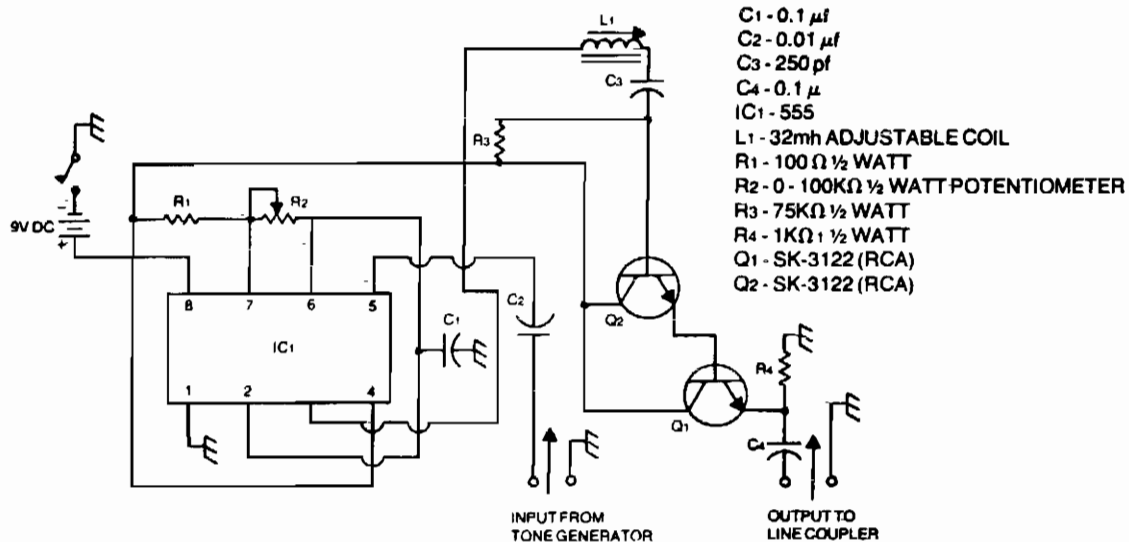 C1 - 0.1 µf
C2 - 0.01 µf
C3 - 250 pf
C4 - 0.1 µ
IC1 - 555
L1 - 32mh ADJUSTABLE COIL
R1 - 100 Ω ½ WATT
R2 - 0 - 100KΩ ½ WATT POTENTIOMETER
R3 - 75KΩ ½ WATT
R4 - 1KΩ 1 ½ WATT
Q1 - SK-3122 (RCA)
Q2 - SK-3122 (RCA)
L1
C3
R3
R1
R2
9V DC
-
+
8
7
6
5
C2
Q2
C1
IC1
R4
1
2
4
Q1
C4
INPUT FROM
TONE GENERATOR
OUTPUT TO
LINE COUPLER